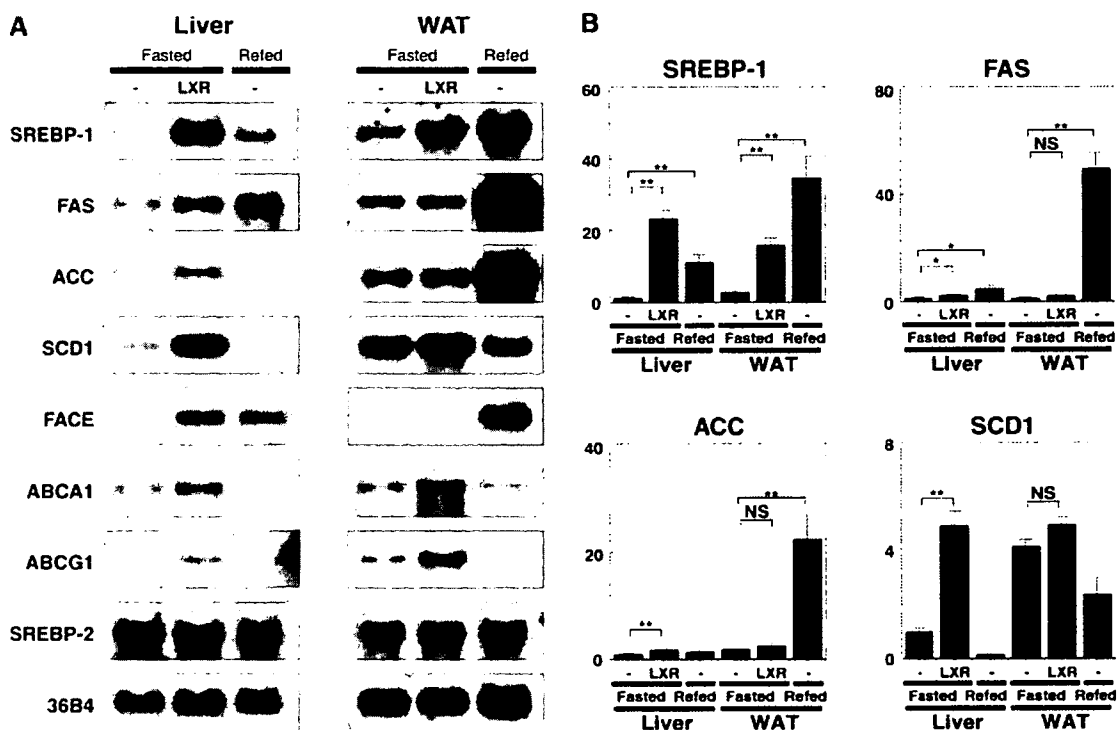 A
Liver WAT
Fasted Refed Fasted Refed
- LXR - - LXR -
SREBP-1
FAS
ACC
SCD1
FACE
ABCA1
ABCG1
SREBP-2
36B4
B
SREBP-1
60
40
20
0
**
**
**
**
- LXR - - LXR -
Fasted Refed Fasted Refed
Liver WAT
FAS
80
40
0
*
*
**
NS
- LXR - - LXR -
Fasted Refed Fasted Refed
Liver WAT
ACC
40
20
0
**
**
NS
- LXR - - LXR -
Fasted Refed Fasted Refed
Liver WAT
SCD1
8
4
0
**
NS
- LXR - - LXR -
Fasted Refed Fasted Refed
Liver WAT